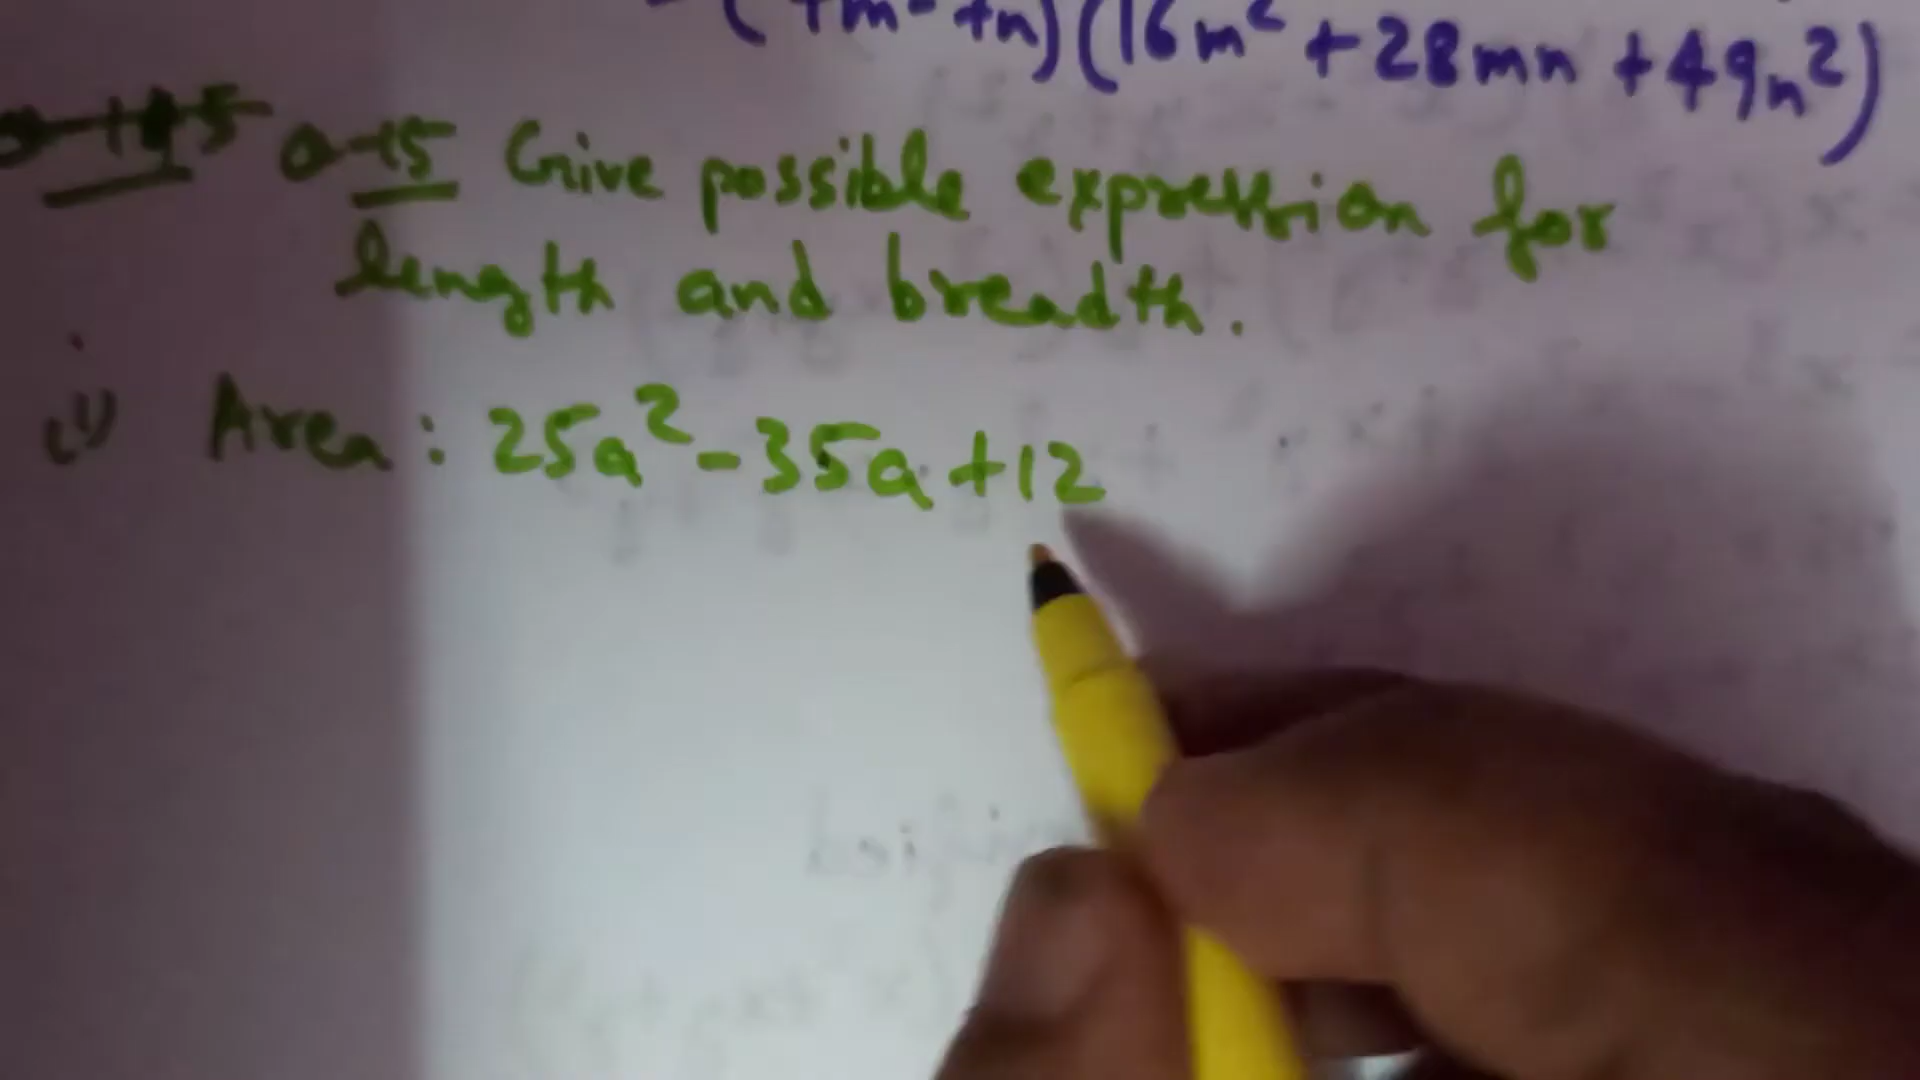 (16m² + 28mn + 49n²)
Q-15 Give possible expression for
length and breadth.
(i) Area : 25a² - 35a + 12